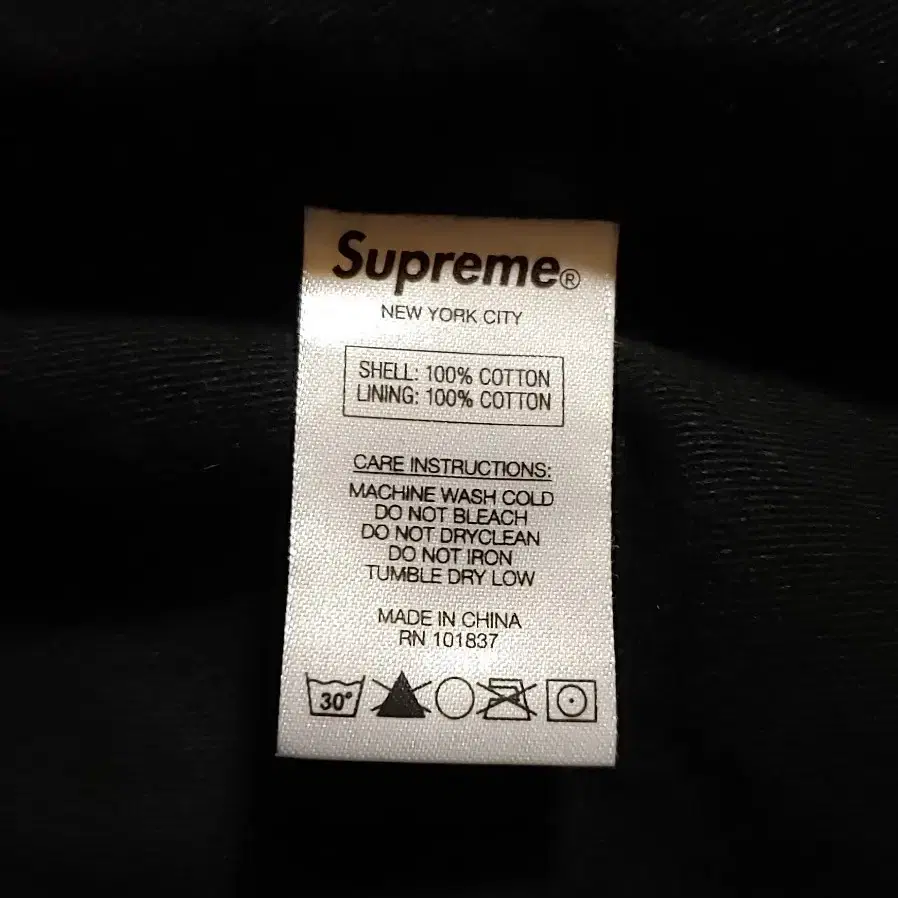 Supreme®
NEW YORK CITY
SHELL: 100% COTTON
LINING: 100% COTTON
CARE INSTRUCTIONS:
MACHINE WASH COLD
DO NOT BLEACH
DO NOT DRYCLEAN
DO NOT IRON
TUMBLE DRY LOW
MADE IN CHINA
RN 101837
30°